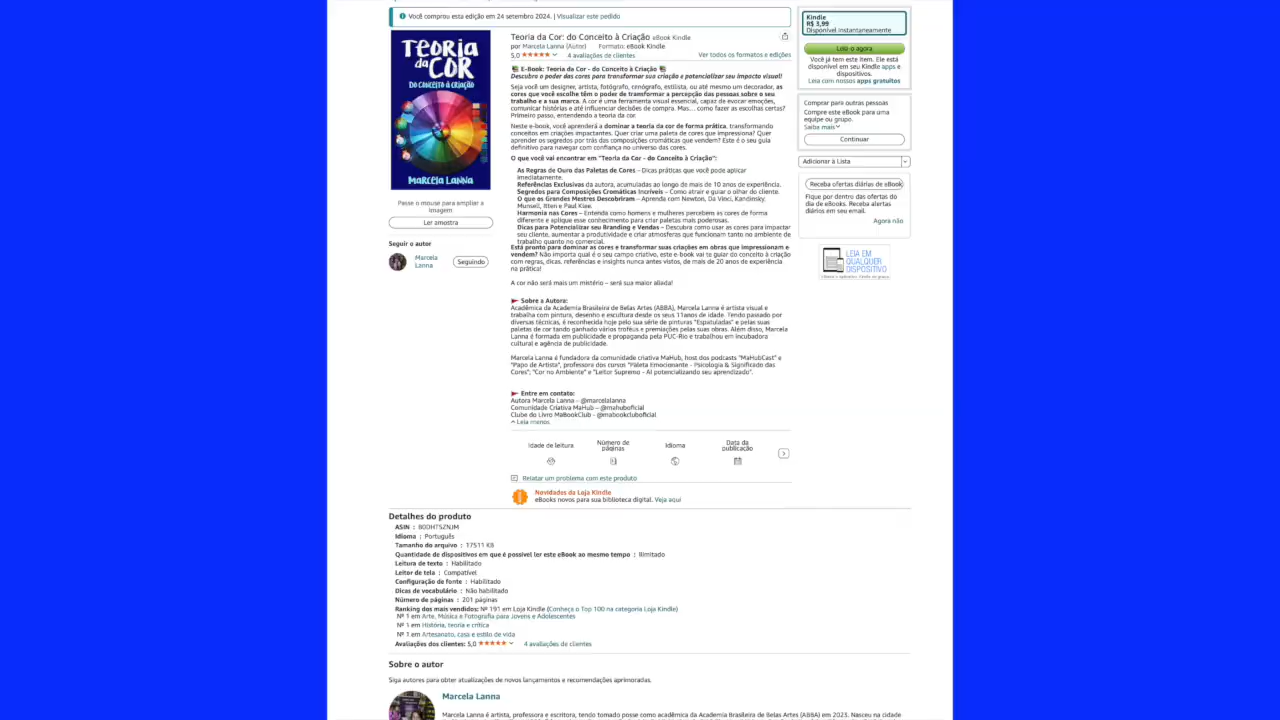 Você comprou esta edição em 24 setembro 2024. | Visualizar este pedido
TEORIA
da COR
DO CONCEITO À CRIAÇÃO
MARCELA LANNA
Passe o mouse para ampliar a
imagem
Ler amostra
Seguir o autor
Marcela
Lanna
Seguindo
Teoria da Cor: do Conceito à Criação eBook Kindle
por Marcela Lanna (Autor) Formato: eBook Kindle
5,0 4 avaliações de clientes Ver todos os formatos e edições
E-Book: Teoria da Cor - do Conceito à Criação
Descubra o poder das cores para transformar sua criação e potencializar seu impacto visual!
Seja você um designer, artista, fotógrafo, cenógrafo, estilista, ou até mesmo um decorador, as
cores que você escolhe têm o poder de transformar a percepção das pessoas sobre o seu
trabalho e a sua marca. A cor é uma ferramenta visual essencial, capaz de evocar emoções,
comunicar histórias e até influenciar decisões de compra. Mas... como fazer as escolhas certas?
Primeiro passo, entendendo a teoria da cor.
Neste e-book, você aprenderá a dominar a teoria da cor de forma prática, transformando
conceitos em criações impactantes. Quer criar uma paleta de cores que impressiona? Quer
aprender os segredos por trás das composições cromáticas que vendem? Este é o seu guia
definitivo para navegar com confiança no universo das cores.
O que você vai encontrar em "Teoria da Cor - do Conceito à Criação":
As Regras de Ouro das Paletas de Cores – Dicas práticas que você pode aplicar
imediatamente.
Referências Exclusivas da autora, acumuladas ao longo de mais de 10 anos de experiência.
Segredos para Composições Cromáticas Incríveis – Como atrair e guiar o olhar do cliente.
O que os Grandes Mestres Descobriram – Aprenda com Newton, Da Vinci, Kandinsky,
Munsell, Itten e Paul Klee.
Harmonia nas Cores – Entenda como homens e mulheres percebem as cores de forma
diferente e aplique esse conhecimento para criar paletas mais poderosas.
Dicas para Potencializar seu Branding e Vendas – Descubra como usar as cores para impactar
seu cliente, aumentar a produtividade e criar atmosferas que funcionam tanto no ambiente de
trabalho quanto no comercial.
Está pronto para dominar as cores e transformar suas criações em obras que impressionam e
vendem? Não importa qual é o seu campo criativo, este e-book vai te guiar do conceito à criação
com regras, dicas, referências e insights nunca antes vistos, de mais de 20 anos de experiência
na prática!
A cor não será mais um mistério – será sua maior aliada!
Sobre a Autora:
Acadêmica da Academia Brasileira de Belas Artes (ABBA), Marcela Lanna é artista visual e
trabalha com pintura, desenho e escultura desde os seus 11anos de idade. Tendo passado por
diversas técnicas, é reconhecida hoje pelo sua série de pinturas "Espatuladas" e pelas suas
paletas de cor tando ganhado vários troféus e premiações pelas suas obras. Além disso, Marcela
Lanna é formada em publicidade e propaganda pela PUC-Rio e trabalhou em incubadora
cultural e agência de publicidade.
Marcela Lanna é fundadora da comunidade criativa MaHub, host dos podcasts "MaHubCast" e
"Papo de Artista", professora dos cursos "Paleta Emocionante - Psicologia & Significado das
Cores"; "Cor no Ambiente" e "Leitor Supremo - AI potencializando seu aprendizado".
Entre em contato:
Autora Marcela Lanna – @marcelalanna
Comunidade Criativa MaHub – @mahuboficial
Clube do Livro MaBookClub - @mabookcluboficial
Leia menos
Idade de leitura
Número de
páginas
Idioma
Data da
publicação
Relatar um problema com este produto
Novidades da Loja Kindle
eBooks novos para sua biblioteca digital. Veja aqui
Kindle
R$ 3,99
Disponível instantaneamente
Leia-o agora
Você já tem este item. Ele está
disponível em seu Kindle apps e
dispositivos.
Leia com nossos apps gratuitos
Comprar para outras pessoas
Compre este eBook para uma
equipe ou grupo.
Saiba mais
Continuar
Adicionar à Lista
Receba ofertas diárias de eBook
Fique por dentro das ofertas do
dia de eBooks. Receba alertas
diários em seu email.
Agora não
LEIA EM
QUALQUER
DISPOSITIVO
Detalhes do produto
ASIN : B0DHTSZNJM
Idioma : Português
Tamanho do arquivo : 17511 KB
Quantidade de dispositivos em que é possível ler este eBook ao mesmo tempo : Ilimitado
Leitura de texto : Habilitado
Leitor de tela : Compatível
Configuração de fonte : Habilitado
Dicas de vocabulário : Não habilitado
Número de páginas : 201 páginas
Ranking dos mais vendidos: Nº 191 em Loja Kindle (Conheça o Top 100 na categoria Loja Kindle)
Nº 1 em Arte, Música e Fotografia para Jovens e Adolescentes
Nº 1 em História, teoria e crítica
Nº 1 em Artesanato, casa e estilo de vida
Avaliações dos clientes: 5,0 4 avaliações de clientes
Sobre o autor
Siga autores para obter atualizações de novos lançamentos e recomendações aprimoradas.
Marcela Lanna
Marcela Lanna é artista, professora e escritora, tendo tomado posse como acadêmica da Academia Brasileira de Belas Artes (ABBA) em 2023. Nasceu na cidade